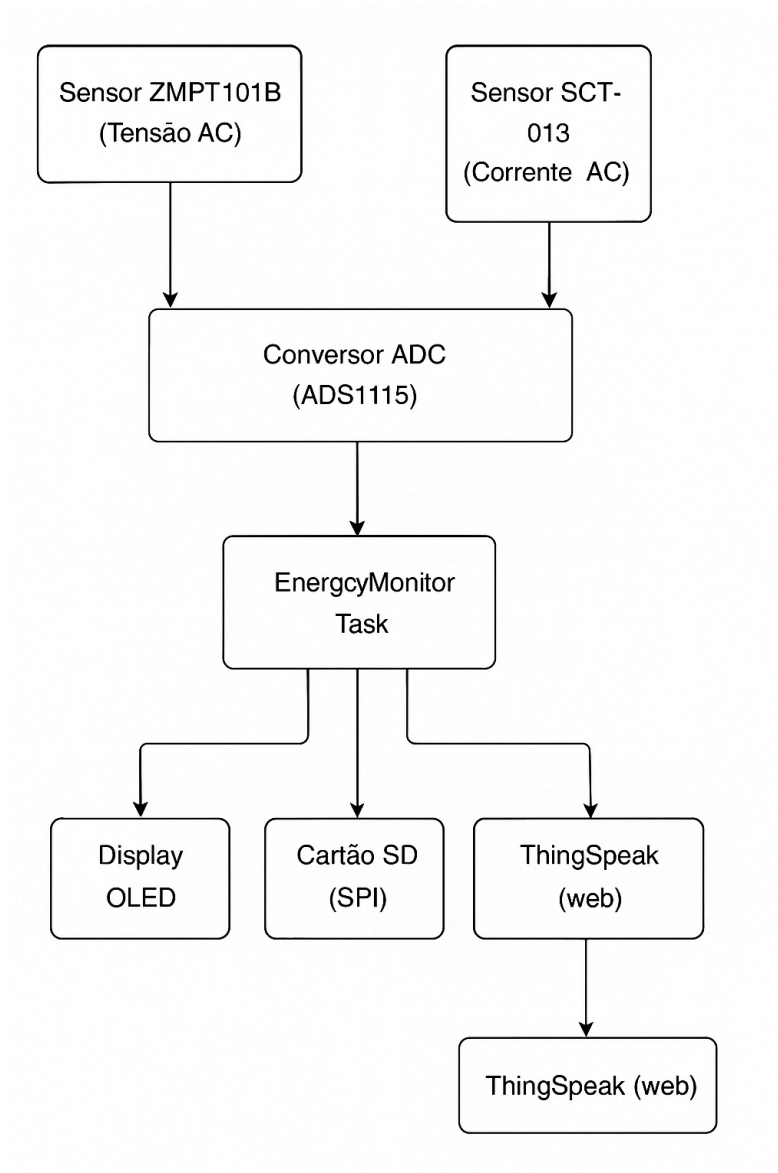 Sensor ZMPT101B
(Tensão AC)
Sensor SCT-
013
(Corrente AC)
Conversor ADC
(ADS1115)
EnergcyMonitor
Task
Display
OLED
Cartão SD
(SPI)
ThingSpeak
(web)
ThingSpeak (web)